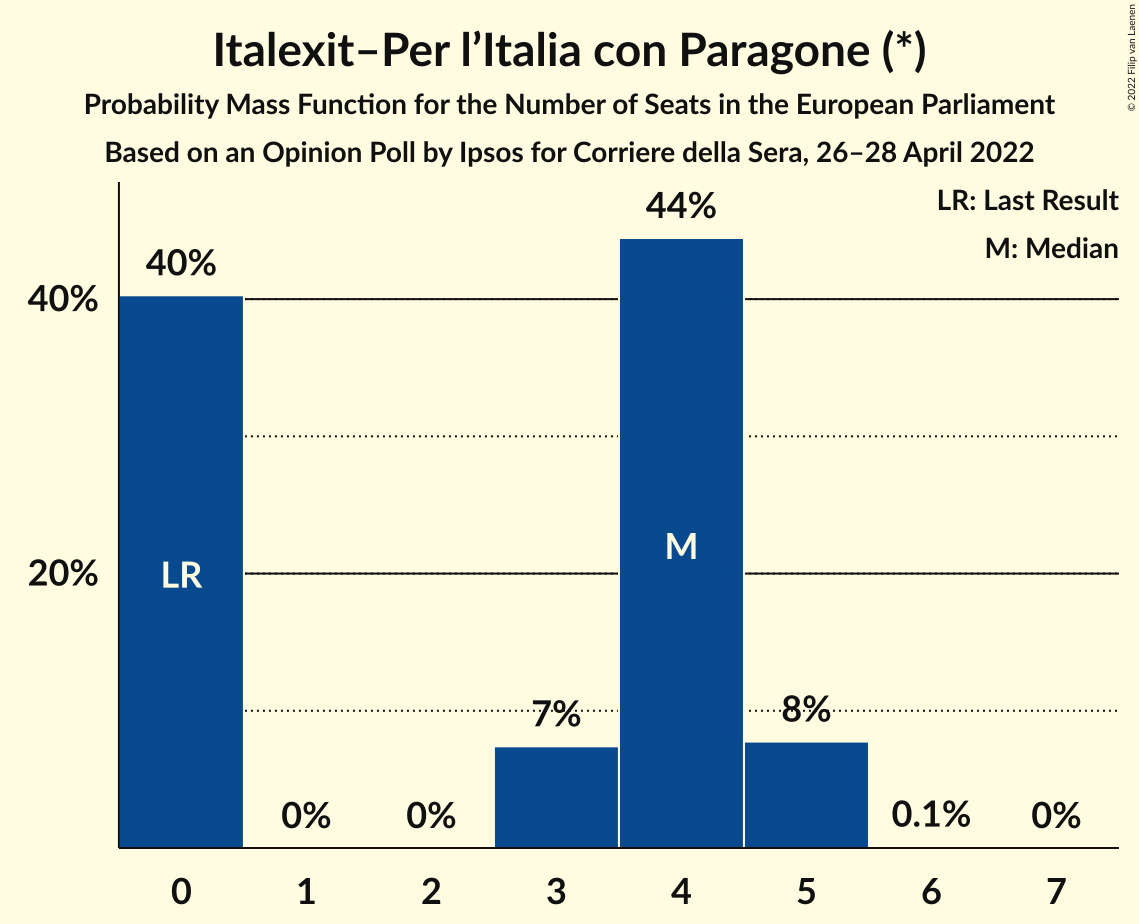 Italexit–Per l’Italia con Paragone (*)
Probability Mass Function for the Number of Seats in the European Parliament
Based on an Opinion Poll by Ipsos for Corriere della Sera, 26–28 April 2022
© 2022 Filip van Laenen
LR: Last Result
M: Median
44%
40%
40%
LR
M
20%
7%
8%
0%
0%
0.1%
0%
0 1 2 3 4 5 6 7